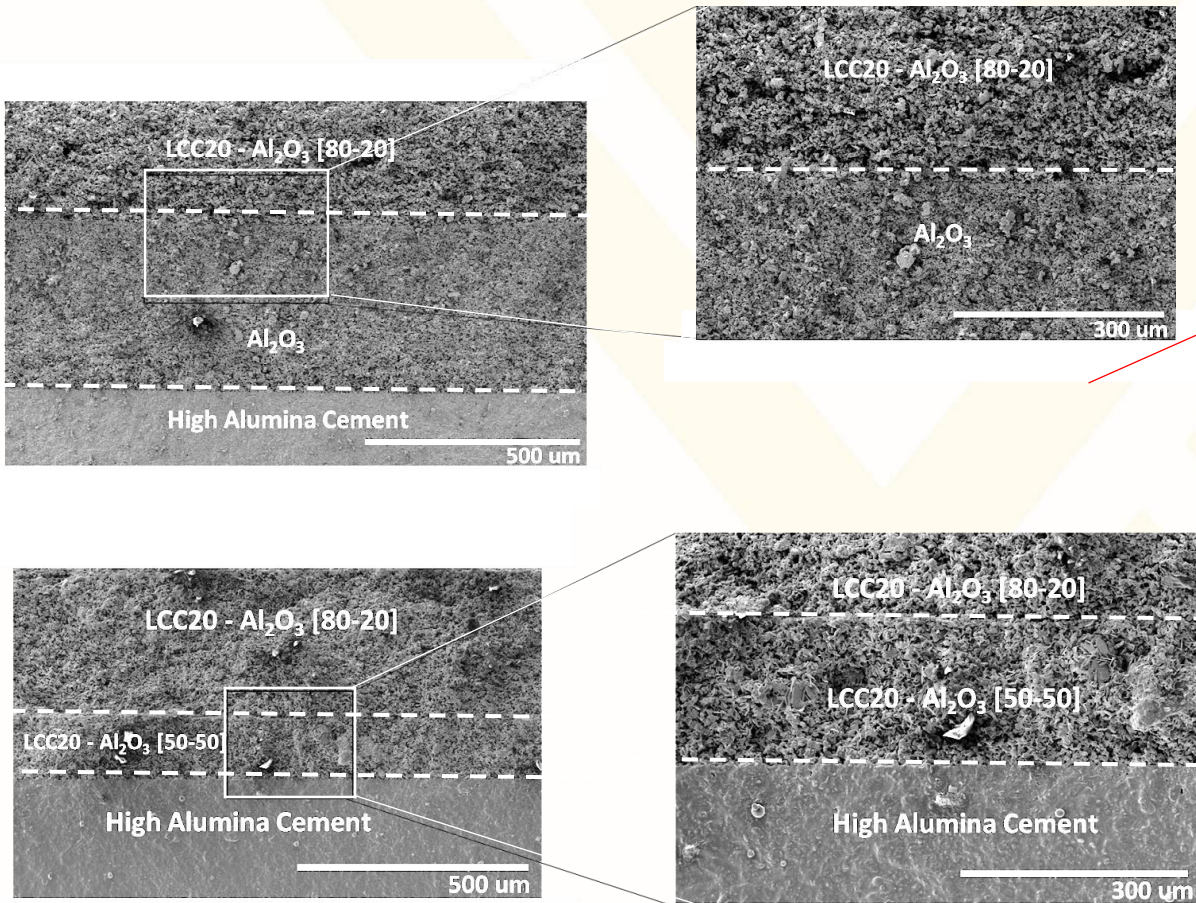 LCC20 - Al₂O₃ [80-20]
Al₂O₃
High Alumina Cement
500 um
LCC20 - Al₂O₃ [80-20]
Al₂O₃
300 um
LCC20 - Al₂O₃ [80-20]
LCC20 - Al₂O₃ [50-50]
High Alumina Cement
500 um
LCC20 - Al₂O₃ [80-20]
LCC20 - Al₂O₃ [50-50]
High Alumina Cement
300 um